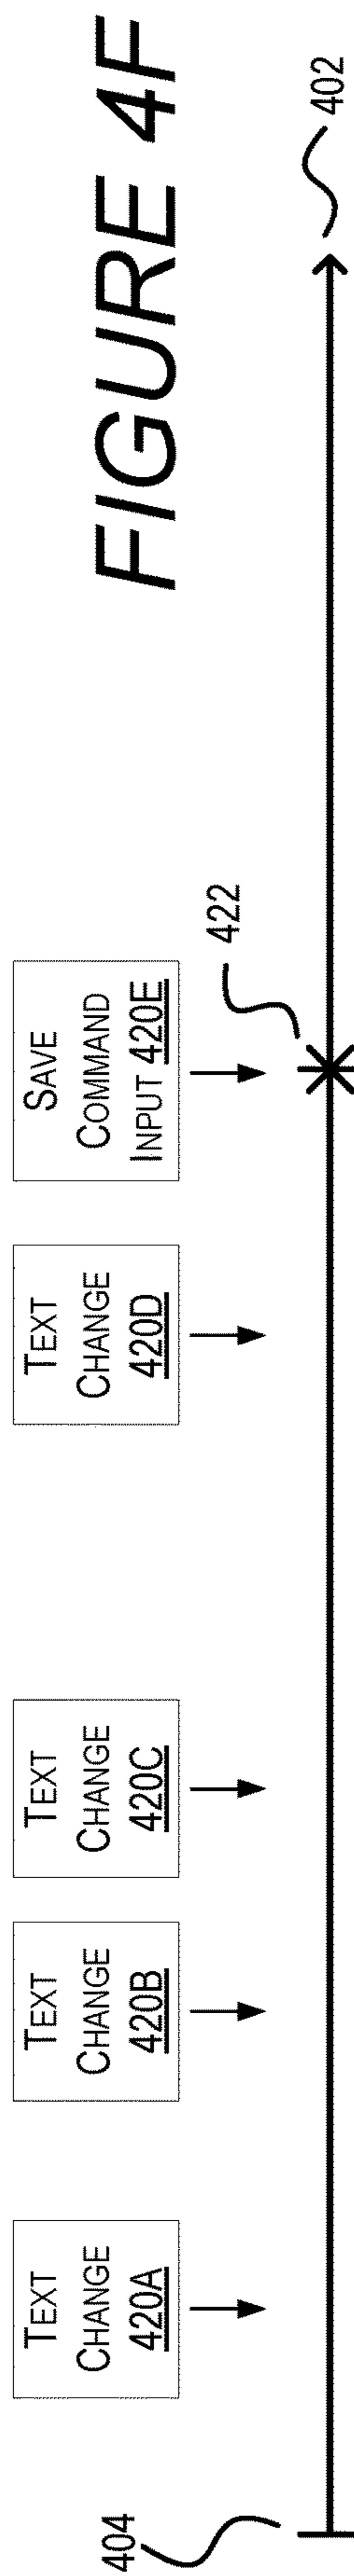 TEXT
CHANGE
420A
TEXT
CHANGE
420B
TEXT
CHANGE
420C
TEXT
CHANGE
420D
SAVE
COMMAND
INPUT 420E
404
422
402
FIGURE 4F